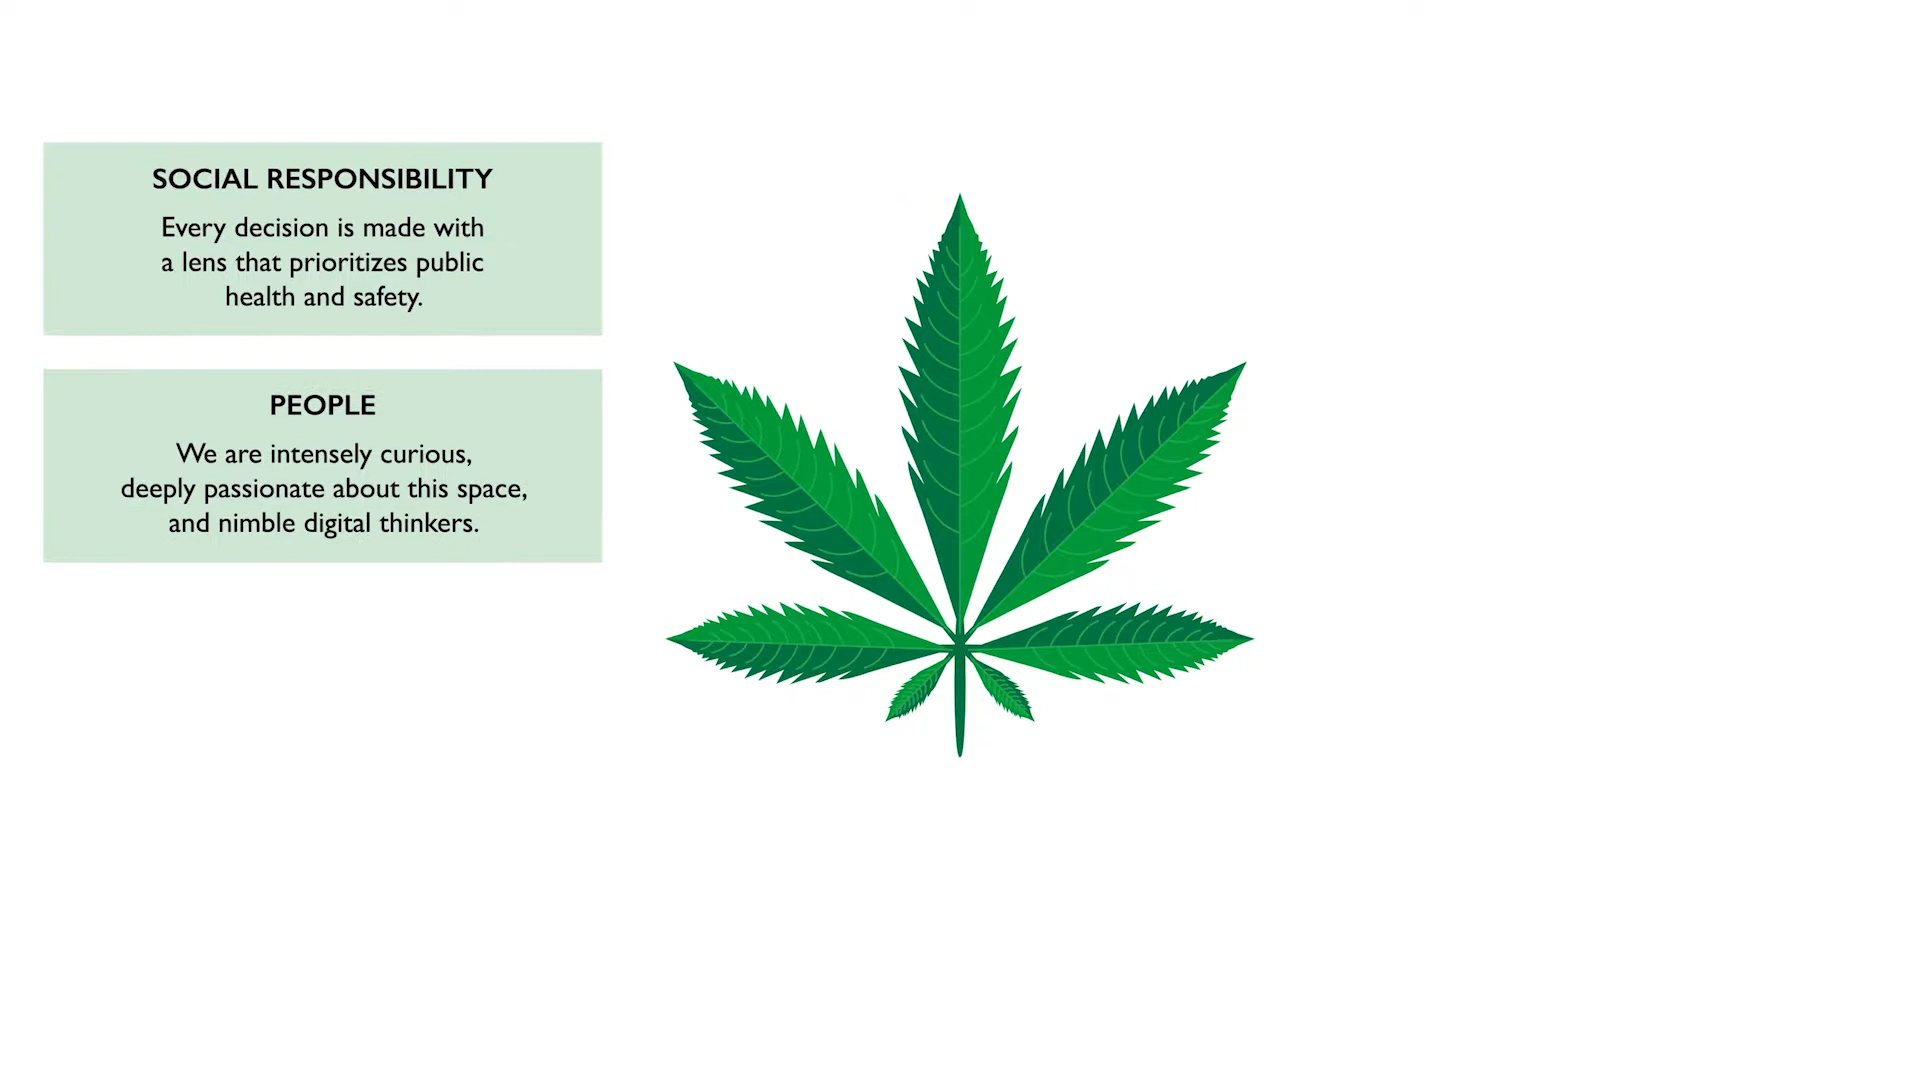 SOCIAL RESPONSIBILITY
Every decision is made with
a lens that prioritizes public
health and safety.
PEOPLE
We are intensely curious,
deeply passionate about this space,
and nimble digital thinkers.